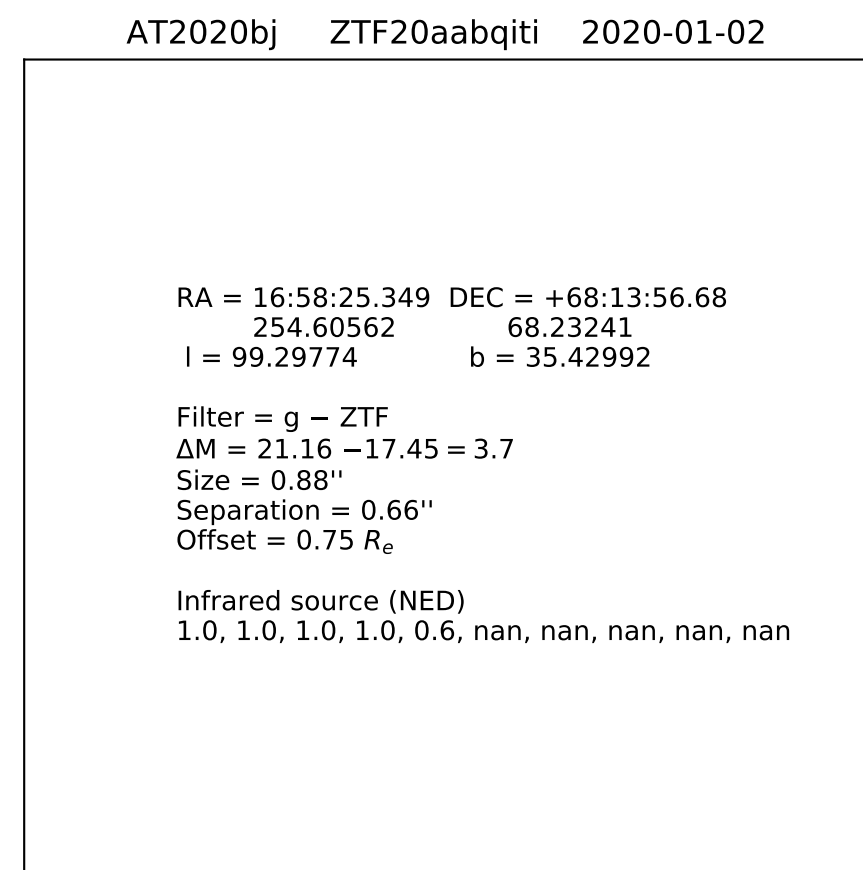 AT2020bj ZTF20aabqiti 2020-01-02
RA = 16:58:25.349 DEC = +68:13:56.68
254.60562 68.23241
l = 99.29774 b = 35.42992
Filter = g − ZTF
ΔM = 21.16 −17.45 = 3.7
Size = 0.88''
Separation = 0.66''
Offset = 0.75 Rₑ
Infrared source (NED)
1.0, 1.0, 1.0, 1.0, 0.6, nan, nan, nan, nan, nan